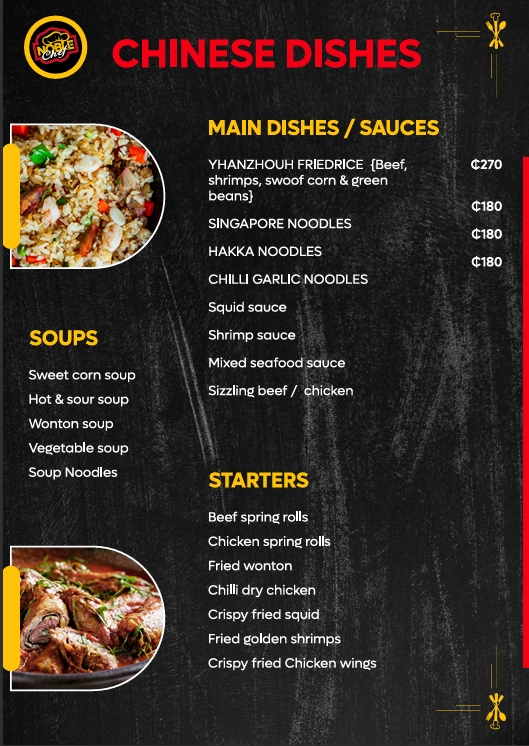 NOBLE
Chef
CHINESE DISHES
MAIN DISHES / SAUCES
YHANZHOUH FRIEDRICE {Beef,
shrimps, swoof corn & green
beans}
₵270
SINGAPORE NOODLES
₵180
HAKKA NOODLES
₵180
CHILLI GARLIC NOODLES
₵180
Squid sauce
Shrimp sauce
Mixed seafood sauce
Sizzling beef / chicken
SOUPS
Sweet corn soup
Hot & sour soup
Wonton soup
Vegetable soup
Soup Noodles
STARTERS
Beef spring rolls
Chicken spring rolls
Fried wonton
Chilli dry chicken
Crispy fried squid
Fried golden shrimps
Crispy fried Chicken wings